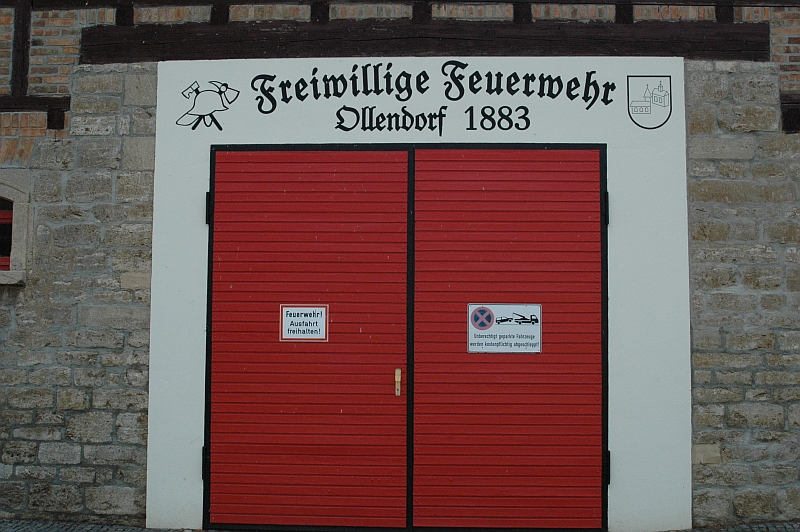 Freiwillige Feuerwehr
Ollendorf 1883
Feuerwehr!
Ausfahrt
freihalten!
Unberechtigt geparkte Fahrzeuge
werden kostenpflichtig abgeschleppt!